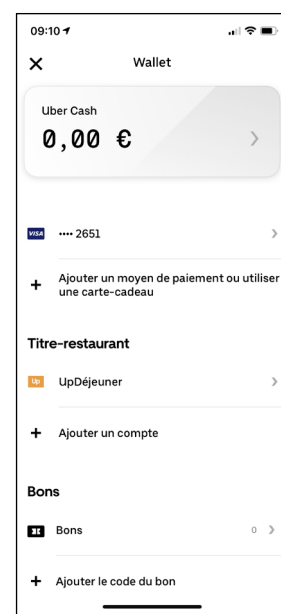 09:10
Wallet
Uber Cash
0,00 €
VISA •••• 2651
Ajouter un moyen de paiement ou utiliser
une carte-cadeau
Titre-restaurant
Up UpDéjeuner
Ajouter un compte
Bons
Bons 0
Ajouter le code du bon